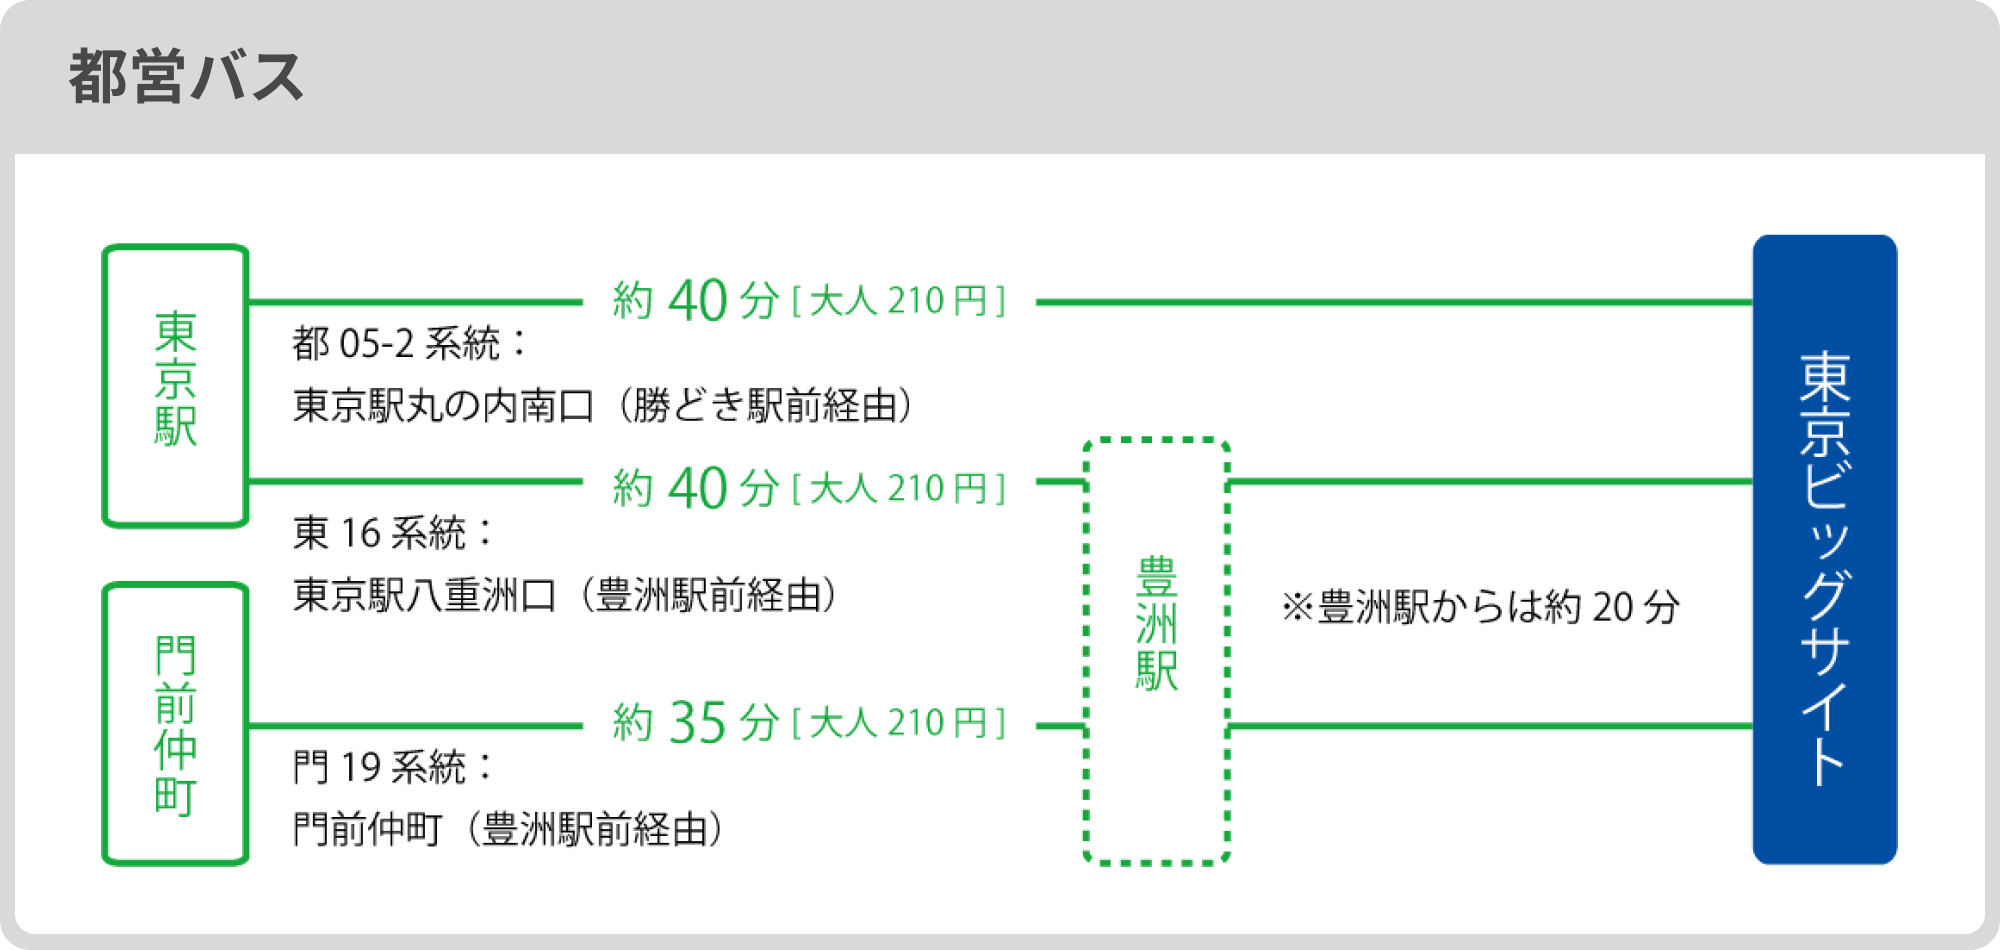 都営バス
東京駅
約 40 分 [ 大人 210 円 ]
都 05-2 系統：
東京駅丸の内南口（勝どき駅前経由）
約 40 分 [ 大人 210 円 ]
東 16 系統：
東京駅八重洲口（豊洲駅前経由）
門前仲町
約 35 分 [ 大人 210 円 ]
門 19 系統：
門前仲町（豊洲駅前経由）
豊洲駅
※豊洲駅からは約 20 分
東京ビッグサイト